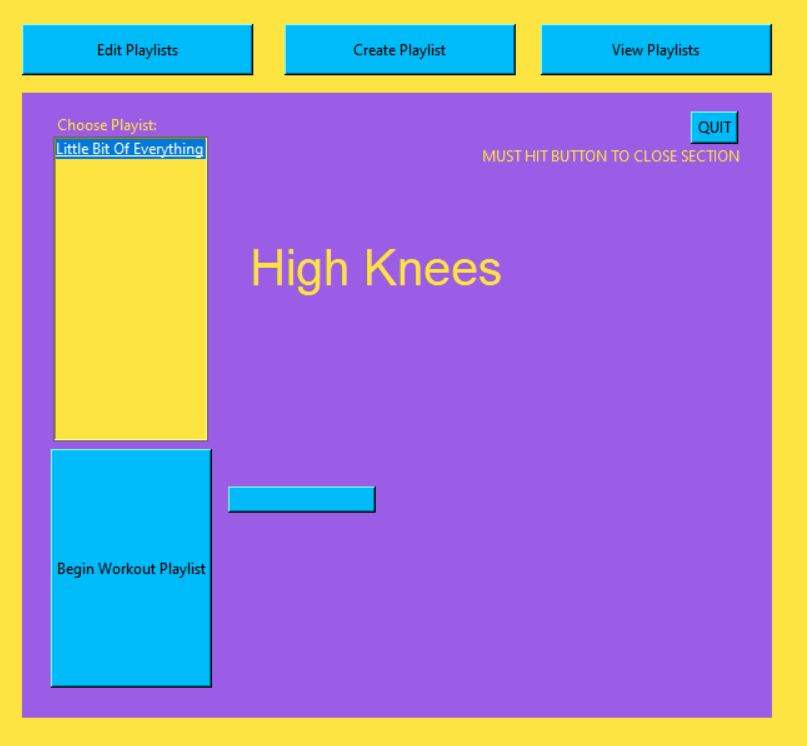 Edit Playlists
Create Playlist
View Playlists
Choose Playist:
QUIT
Little Bit Of Everything
MUST HIT BUTTON TO CLOSE SECTION
High Knees
Begin Workout Playlist